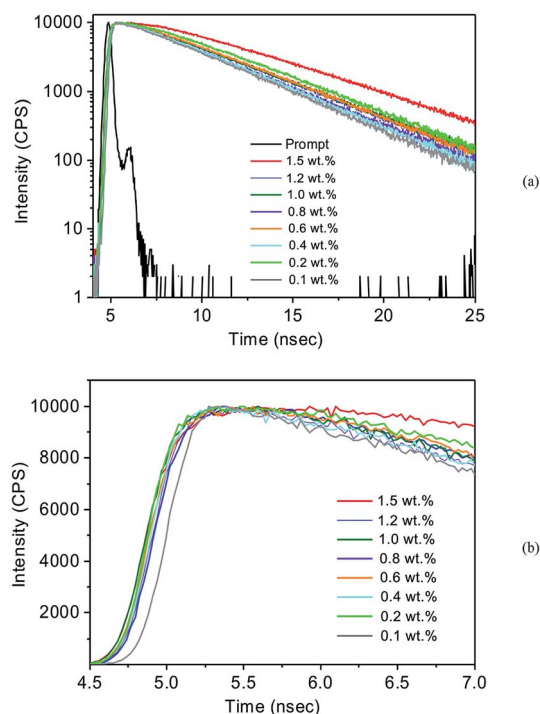 10000
1000
100
10
1
Intensity (CPS)
Prompt
1.5 wt.%
1.2 wt.%
1.0 wt.%
0.8 wt.%
0.6 wt.%
0.4 wt.%
0.2 wt.%
0.1 wt.%
5 10 15 20 25
Time (nsec)
(a)
10000
8000
6000
4000
2000
Intensity (CPS)
1.5 wt.%
1.2 wt.%
1.0 wt.%
0.8 wt.%
0.6 wt.%
0.4 wt.%
0.2 wt.%
0.1 wt.%
4.5 5.0 5.5 6.0 6.5 7.0
Time (nsec)
(b)